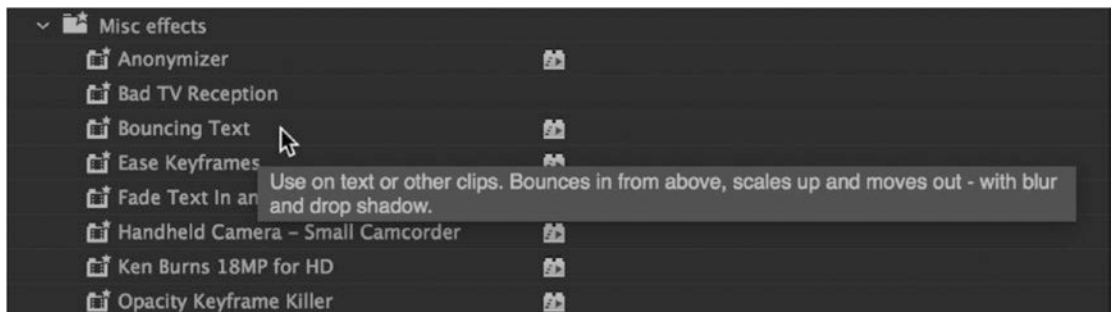 Misc effects
Anonymizer
Bad TV Reception
Bouncing Text
Ease Keyframes
Use on text or other clips. Bounces in from above, scales up and moves out - with blur
Fade Text In an
and drop shadow.
Handheld Camera – Small Camcorder
Ken Burns 18MP for HD
Opacity Keyframe Killer